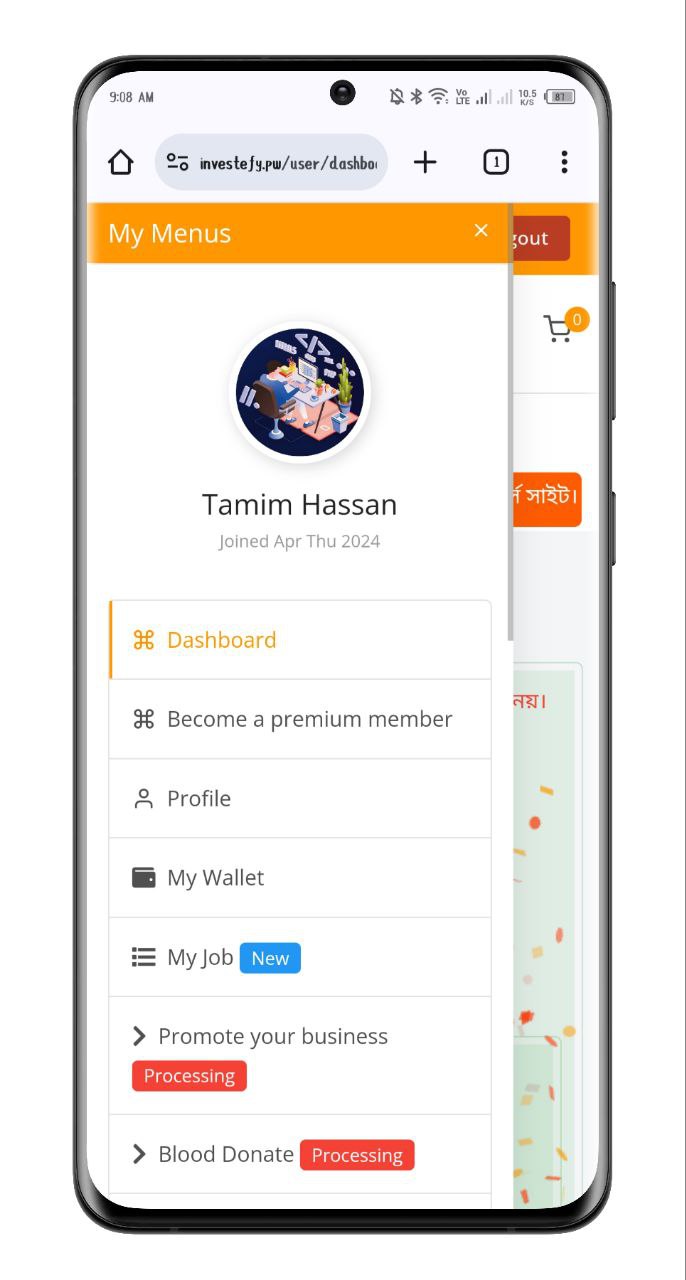 9:08 AM
Vo LTE
10.5 K/S
87
investefy.pw/user/dashbo
1
My Menus ×
gout
0
Tamim Hassan
Joined Apr Thu 2024
র্স সাইট।
Dashboard
Become a premium member
নয়।
Profile
My Wallet
My Job New
Promote your business
Processing
Blood Donate Processing